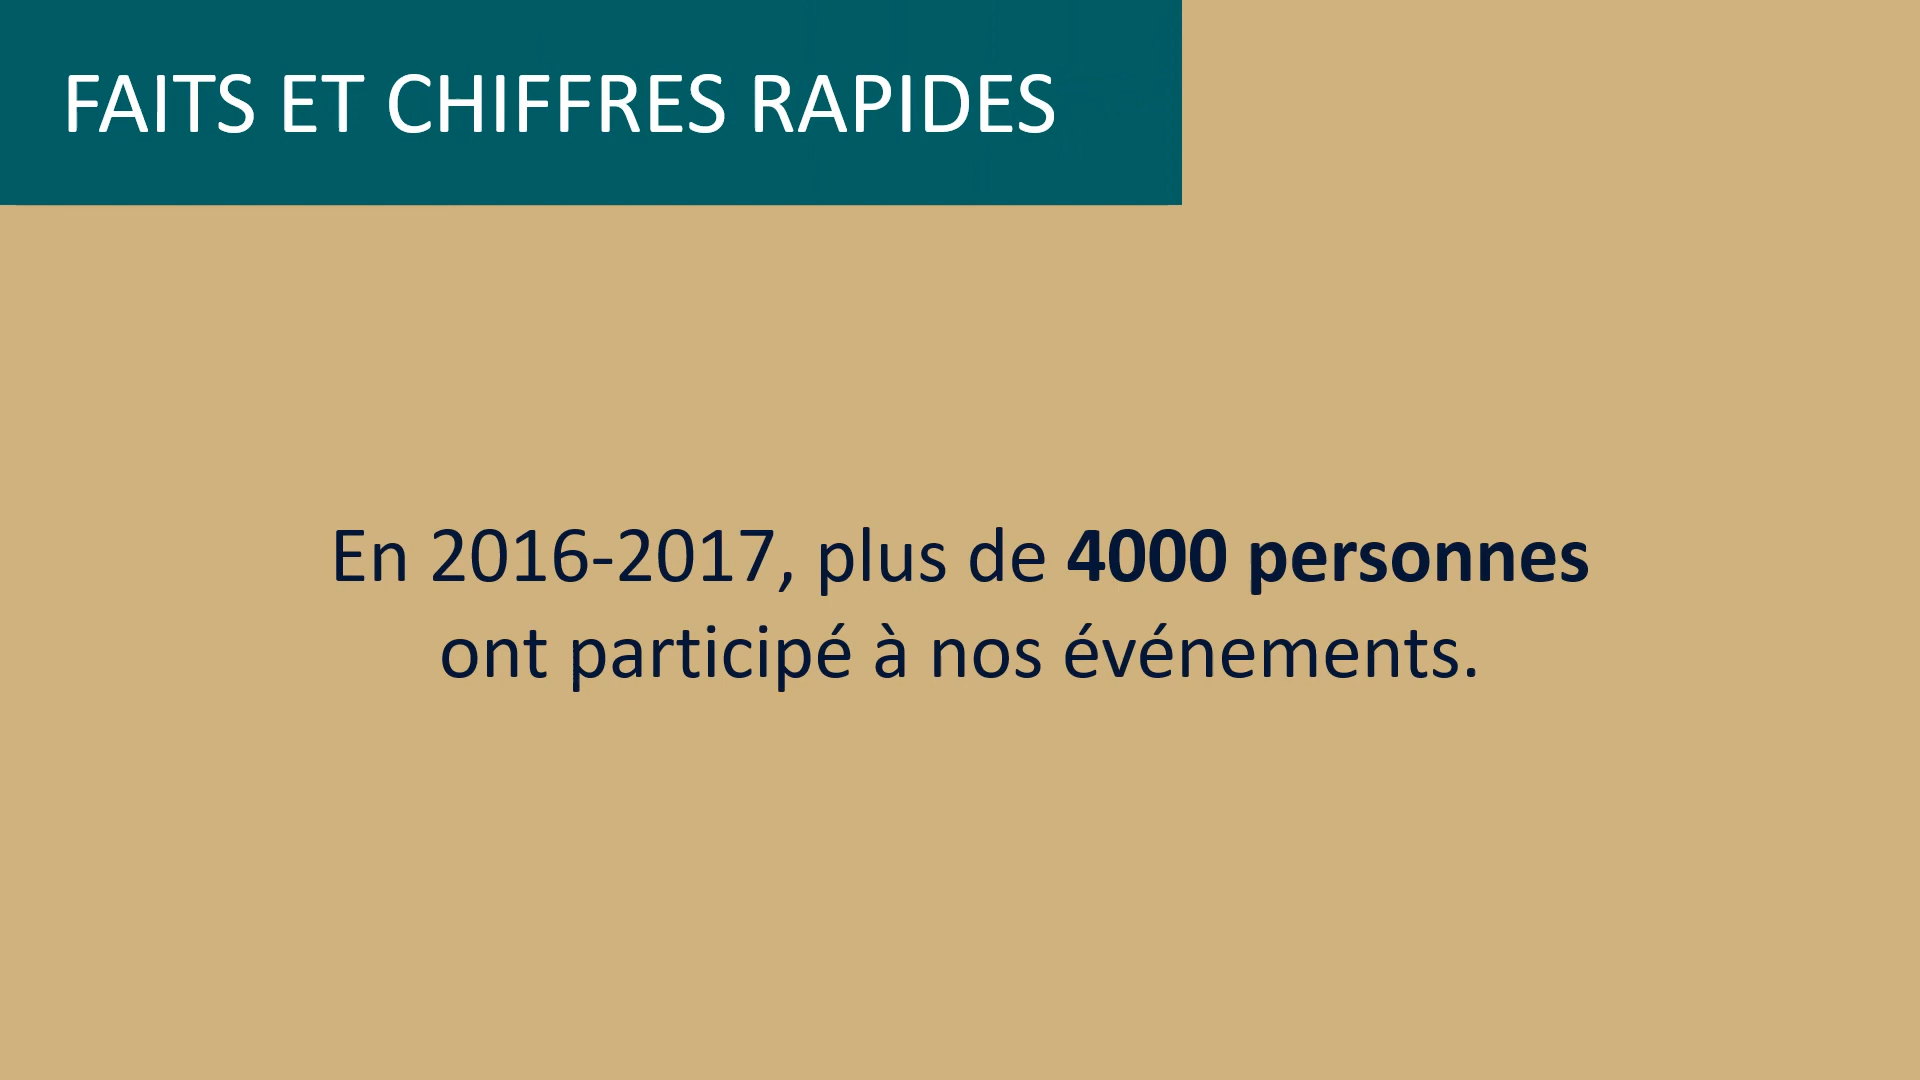 FAITS ET CHIFFRES RAPIDES
En 2016-2017, plus de 4000 personnes
ont participé à nos événements.